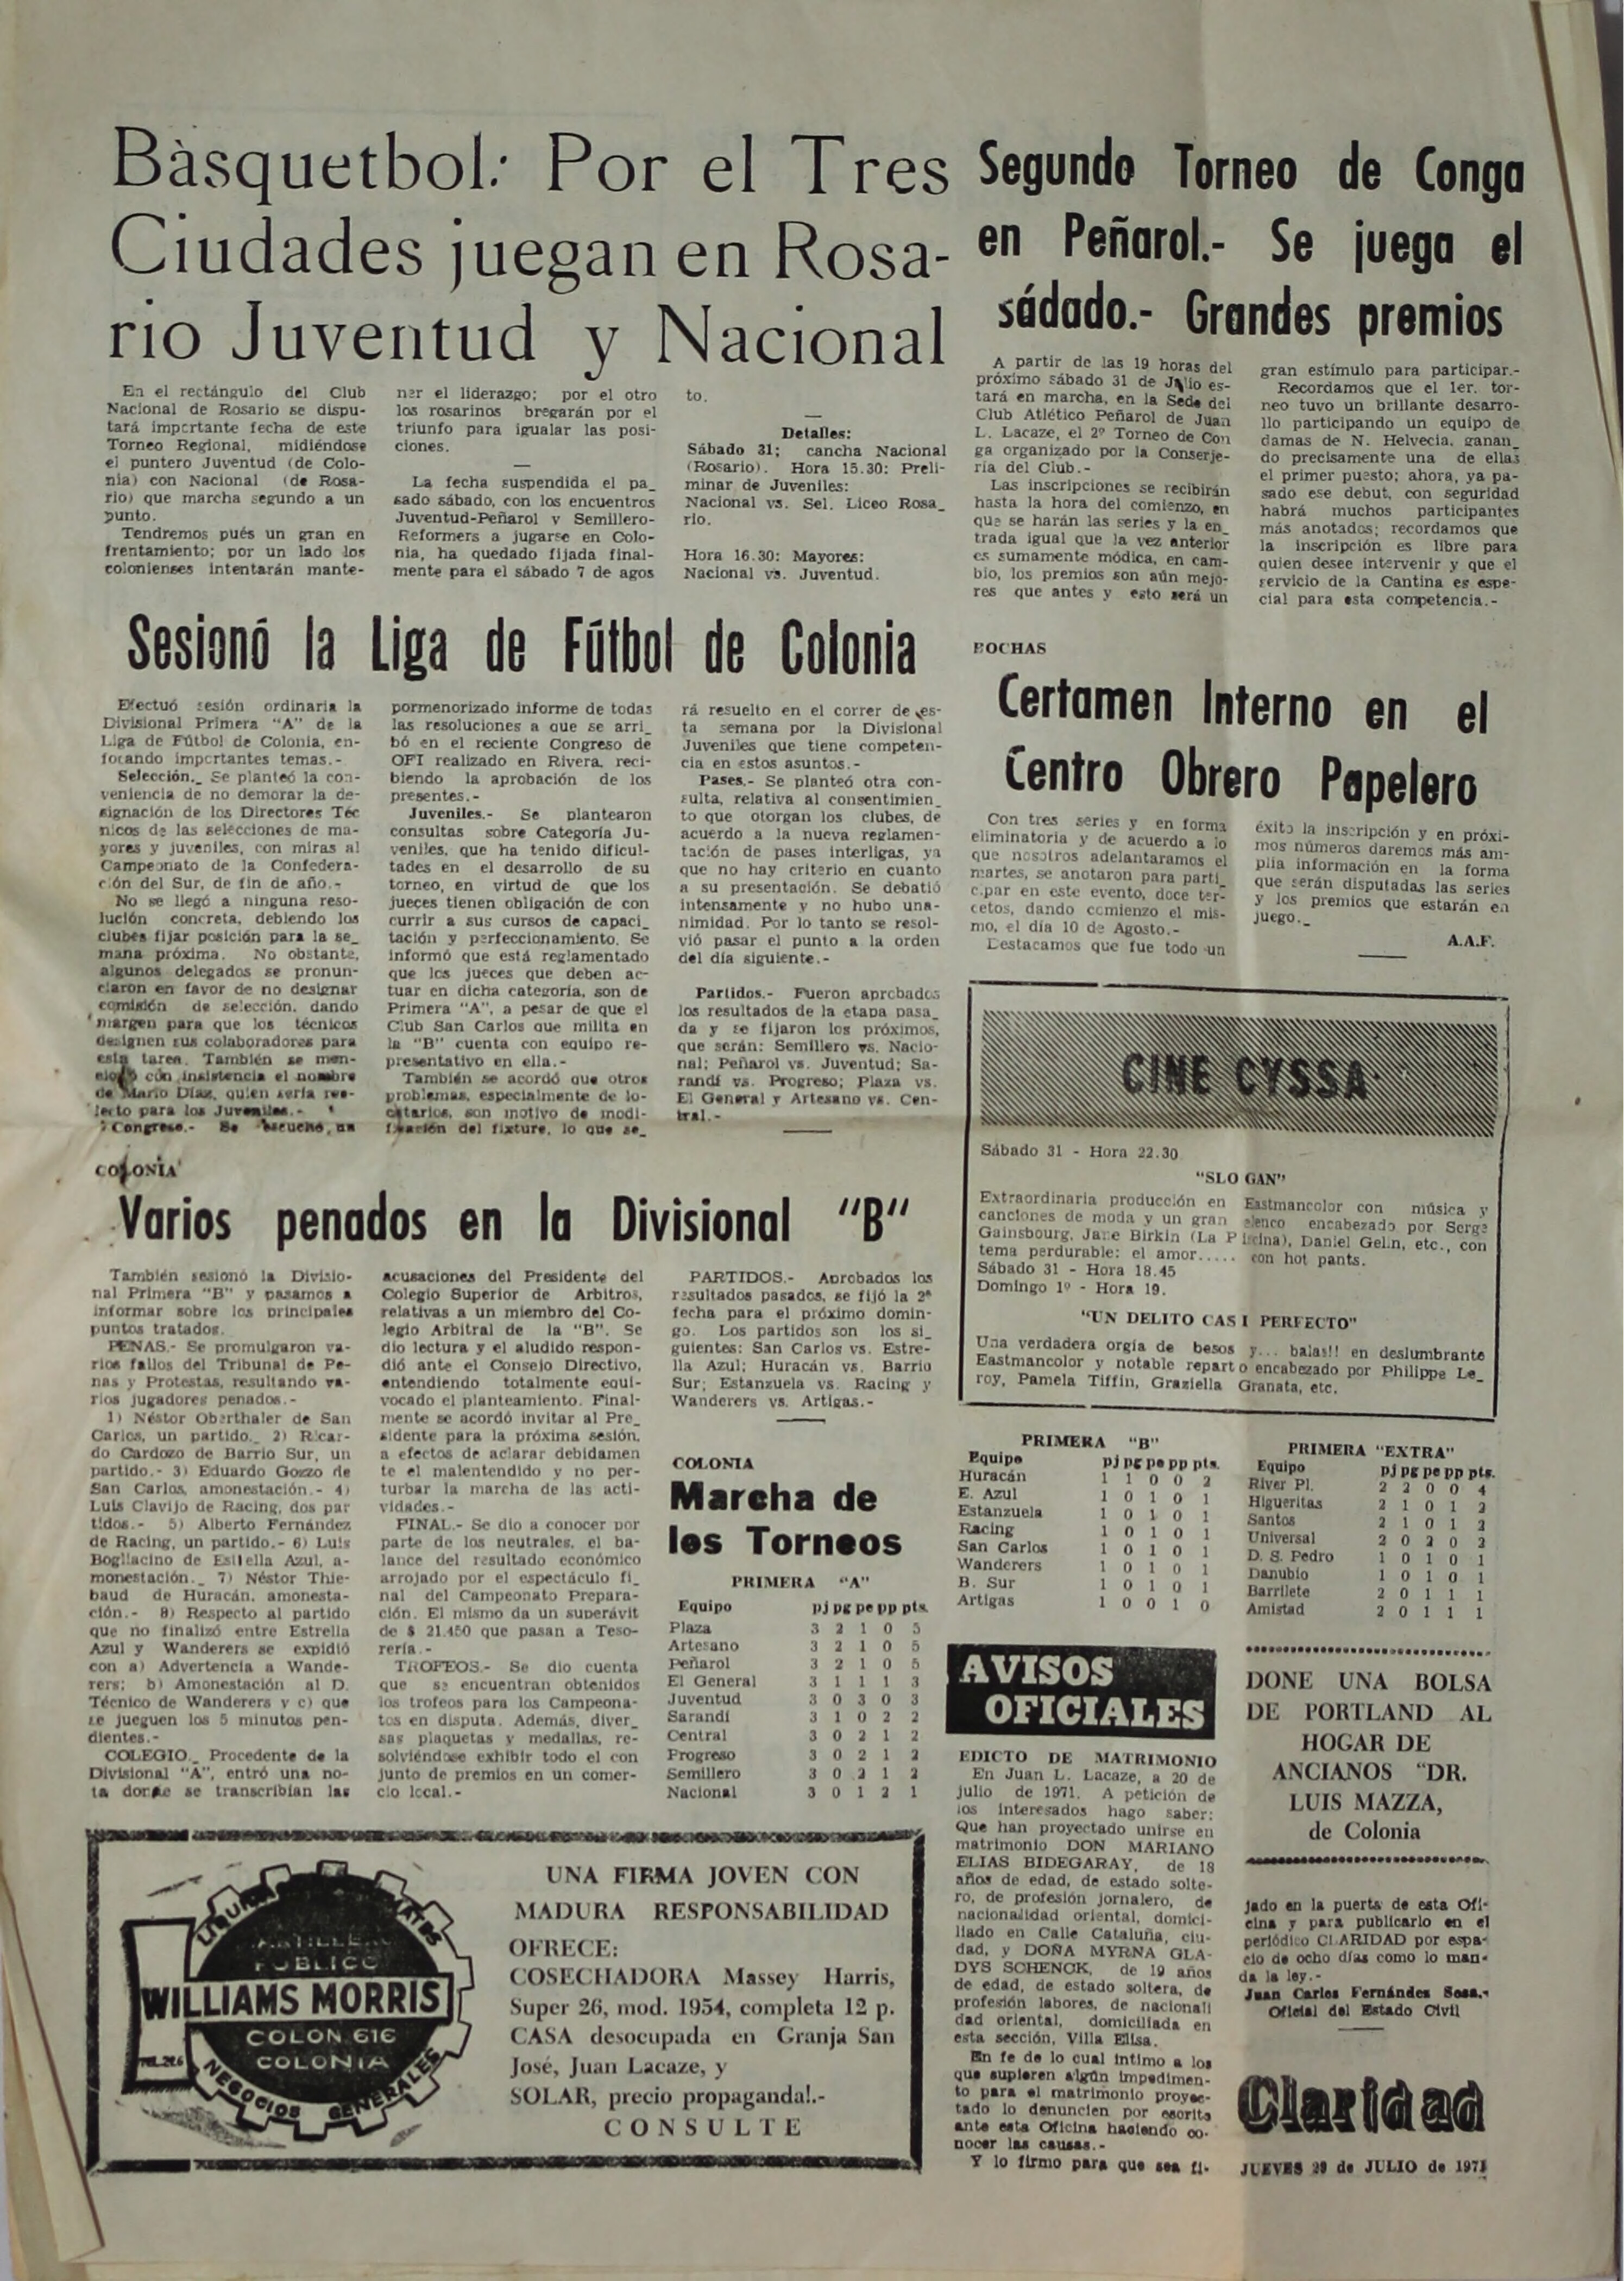 Bàsquetbol: Por el Tres
Ciudades juegan en Rosa-
rio Juventud y Nacional
En el rectángulo del Club
Nacional de Rosario se dispu-
tará importante fecha de este
Torneo Regional, midiéndose
el puntero Juventud (de Colo-
nia) con Nacional (de Rosa-
rio) que marcha segundo a un
punto.
Tendremos pués un gran en
frentamiento; por un lado los
colonienses intentarán mante-
ner el liderazgo; por el otro
los rosarinos bregarán por el
triunfo para igualar las posi-
ciones.
La fecha suspendida el pa_
sado sábado, con los encuentros
Juventud-Peñarol y Semillero-
Reformers a jugarse en Colo-
nia, ha quedado fijada final-
mente para el sábado 7 de agos
to.
Detalles:
Sábado 31; cancha Nacional
(Rosario). Hora 15.30: Preli-
minar de Juveniles:
Nacional vs. Sel. Liceo Rosa_
rio.
Hora 16.30: Mayores:
Nacional vs. Juventud.
Segundo Torneo de Conga
en Peñarol.- Se juega el
sádado.- Grandes premios
A partir de las 19 horas del
próximo sábado 31 de Julio es-
tará en marcha, en la Sede del
Club Atlético Peñarol de Juan
L. Lacaze, el 2º Torneo de Con
ga organizado por la Conserje-
ría del Club.-
Las inscripciones se recibirán
hasta la hora del comienzo, en
que se harán las series y la en_
trada igual que la vez anterior
es sumamente módica, en cam-
bio, los premios son aún mejo-
res que antes y esto será un
gran estímulo para participar.-
Recordamos que el 1er. tor-
neo tuvo un brillante desarro-
llo participando un equipo de
damas de N. Helvecia, ganan_
do precisamente una de ellas
el primer puesto; ahora, ya pa-
sado ese debut, con seguridad
habrá muchos participantes
más anotados; recordamos que
la inscripción es libre para
quien desee intervenir y que el
servicio de la Cantina es espe-
cial para esta competencia.-
Sesionó la Liga de Fútbol de Colonia
Efectuó sesión ordinaria la
Divisional Primera "A" de la
Liga de Fútbol de Colonia, en-
focando importantes temas.-
Selección._ Se planteó la con-
veniencia de no demorar la de-
signación de los Directores Téc
nicos de las selecciones de ma-
yores y juveniles, con miras al
Campeonato de la Confedera-
ción del Sur, de fin de año.-
No se llegó a ninguna reso-
lución concreta, debiendo los
clubes fijar posición para la se_
mana próxima. No obstante,
algunos delegados se pronun-
ciaron en favor de no designar
comisión de selección, dando
margen para que los técnicos
designen sus colaboradores para
esta tarea. También se men-
cionó con insistencia el nombre
de Mario Díaz, quien sería ree-
lecto para los Juveniles.-
Congreso.- Se escuchó, un
pormenorizado informe de todas
las resoluciones a que se arri_
bó en el reciente Congreso de
OFI realizado en Rivera, reci-
biendo la aprobación de los
presentes.-
Juveniles.- Se plantearon
consultas sobre Categoría Ju-
veniles, que ha tenido dificul-
tades en el desarrollo de su
torneo, en virtud de que los
jueces tienen obligación de con
currir a sus cursos de capaci_
tación y perfeccionamiento. Se
informó que está reglamentado
que los jueces que deben ac-
tuar en dicha categoría, son de
Primera "A", a pesar de que el
Club San Carlos que milita en
la "B" cuenta con equipo re-
presentativo en ella.-
También se acordó que otros
problemas, especialmente de lo-
catarios, son motivo de modi-
ficación del fixture, lo que se_
rá resuelto en el correr de es-
ta semana por la Divisional
Juveniles que tiene competen-
cia en estos asuntos.-
Pases.- Se planteó otra con-
sulta, relativa al consentimien_
to que otorgan los clubes, de
acuerdo a la nueva reglamen-
tación de pases interligas, ya
que no hay criterio en cuanto
a su presentación. Se debatió
intensamente y no hubo una-
nimidad. Por lo tanto se resol-
vió pasar el punto a la orden
del día siguiente.-
Partidos.- Fueron aprobados
los resultados de la etapa pasa_
da y se fijaron los próximos,
que serán: Semillero vs. Nacio-
nal; Peñarol vs. Juventud; Sa-
randí vs. Progreso; Plaza vs.
El General y Artesano vs. Cen-
tral.-
BOCHAS
Certamen Interno en el
Centro Obrero Papelero
Con tres series y en forma
eliminatoria y de acuerdo a lo
que nosotros adelantaramos el
martes, se anotaron para parti_
cipar en este evento, doce ter-
cetos, dando comienzo el mis-
mo, el día 10 de Agosto.-
Destacamos que fue todo un
éxito la inscripción y en próxi-
mos números daremos más am-
plia información en la forma
que serán disputadas las series
y los premios que estarán en
juego._
A.A.F.
CINE CYSSA
Sábado 31 - Hora 22.30
"SLO GAN"
Extraordinaria producción en Eastmancolor con música y
canciones de moda y un gran elenco encabezado por Serge
Gainsbourg, Jane Birkin (La Piscina), Daniel Gelin, etc., con
tema perdurable: el amor..... con hot pants.
Sábado 31 - Hora 18.45
Domingo 1º - Hora 19.
"UN DELITO CAS I PERFECTO"
Una verdadera orgía de besos y... balas!! en deslumbrante
Eastmancolor y notable reparto encabezado por Philippe Le_
roy, Pamela Tiffin, Graziella Granata, etc.
COLONIA
Varios penados en la Divisional "B"
También sesionó la Divisio-
nal Primera "B" y pasamos a
informar sobre los principales
puntos tratados.
PENAS.- Se promulgaron va-
rios fallos del Tribunal de Pe-
nas y Protestas, resultando va-
rios jugadores penados.-
1) Néstor Oberthaler de San
Carlos, un partido._ 2) Ricar-
do Cardozo de Barrio Sur, un
partido.- 3) Eduardo Gozzo de
San Carlos, amonestación.- 4)
Luis Clavijo de Racing, dos par
tidos.- 5) Alberto Fernández
de Racing, un partido.- 6) Luis
Bogliacino de Estrella Azul, a-
monestación._ 7) Néstor Thie-
baud de Huracán, amonesta-
ción.- 8) Respecto al partido
que no finalizó entre Estrella
Azul y Wanderers se expidió
con a) Advertencia a Wande-
rers; b) Amonestación al D.
Técnico de Wanderers y c) que
se jueguen los 5 minutos pen-
dientes.-
COLEGIO._ Procedente de la
Divisional "A", entró una no-
ta donde se transcribían las
acusaciones del Presidente del
Colegio Superior de Arbitros,
relativas a un miembro del Co-
legio Arbitral de la "B". Se
dio lectura y el aludido respon-
dió ante el Consejo Directivo,
entendiendo totalmente equi-
vocado el planteamiento. Final-
mente se acordó invitar al Pre_
sidente para la próxima sesión,
a efectos de aclarar debidamen
te el malentendido y no per-
turbar la marcha de las acti-
vidades.-
FINAL.- Se dio a conocer por
parte de los neutrales, el ba-
lance del resultado económico
arrojado por el espectáculo fi_
nal del Campeonato Prepara-
ción. El mismo da un superávit
de $ 21.450 que pasan a Teso-
rería.-
TROFEOS.- Se dio cuenta
que se encuentran obtenidos
los trofeos para los Campeona-
tos en disputa. Además, diver_
sas plaquetas y medallas, re-
solviéndose exhibir todo el con
junto de premios en un comer-
cio local.-
PARTIDOS.- Aprobados los
resultados pasados, se fijó la 2ª
fecha para el próximo domin-
go. Los partidos son los si_
guientes: San Carlos vs. Estre-
lla Azul; Huracán vs. Barrio
Sur; Estanzuela vs. Racing y
Wanderers vs. Artigas.-
COLONIA
Marcha de
los Torneos
PRIMERA "A"
Equipo pj pg pe pp pts.
Plaza 3 2 1 0 5
Artesano 3 2 1 0 5
Peñarol 3 2 1 0 5
El General 3 1 1 1 3
Juventud 3 0 3 0 3
Sarandí 3 1 0 2 2
Central 3 0 2 1 2
Progreso 3 0 2 1 2
Semillero 3 0 2 1 2
Nacional 3 0 1 2 1
PRIMERA "B"
Equipo pj pg pe pp pts.
Huracán 1 1 0 0 2
E. Azul 1 0 1 0 1
Estanzuela 1 0 1 0 1
Racing 1 0 1 0 1
San Carlos 1 0 1 0 1
Wanderers 1 0 1 0 1
B. Sur 1 0 1 0 1
Artigas 1 0 0 1 0
PRIMERA "EXTRA"
Equipo pj pg pe pp pts.
River Pl. 2 2 0 0 4
Higueritas 2 1 0 1 2
Santos 2 1 0 1 2
Universal 2 0 2 0 2
D. S. Pedro 1 0 1 0 1
Danubio 1 0 1 0 1
Barrilete 2 0 1 1 1
Amistad 2 0 1 1 1
AVISOS
OFICIALES
EDICTO DE MATRIMONIO
En Juan L. Lacaze, a 20 de
julio de 1971. A petición de
los interesados hago saber:
Que han proyectado unirse en
matrimonio DON MARIANO
ELIAS BIDEGARAY, de 18
años de edad, de estado solte-
ro, de profesión jornalero, de
nacionalidad oriental, domici-
liado en Calle Cataluña, ciu-
dad, y DOÑA MYRNA GLA-
DYS SCHENCK, de 19 años
de edad, de estado soltera, de
profesión labores, de nacionali
dad oriental, domiciliada en
esta sección, Villa Elisa.
En fe de lo cual intimo a los
que supieren algún impedimen-
to para el matrimonio proyec-
tado lo denuncien por escrito
ante esta Oficina haciendo co-
nocer las causas.-
Y lo firmo para que sea fi-
DONE UNA BOLSA
DE PORTLAND AL
HOGAR DE
ANCIANOS "DR.
LUIS MAZZA,
de Colonia
jado en la puerta de esta Ofi-
cina y para publicarlo en el
periódico CLARIDAD por espa-
cio de ocho días como lo man-
da la ley.-
Juan Carlos Fernández Sosa.-
Oficial del Estado Civil
UNA FIRMA JOVEN CON
MADURA RESPONSABILIDAD
OFRECE:
COSECHADORA Massey Harris,
Super 26, mod. 1954, completa 12 p.
CASA desocupada en Granja San
José, Juan Lacaze, y
SOLAR, precio propaganda!.-
CONSULTE
PUBLICO
WILLIAMS MORRIS
COLON 616
COLONIA
NEGOCIOS GENERALES
Claridad
JUEVES 29 de JULIO de 1971